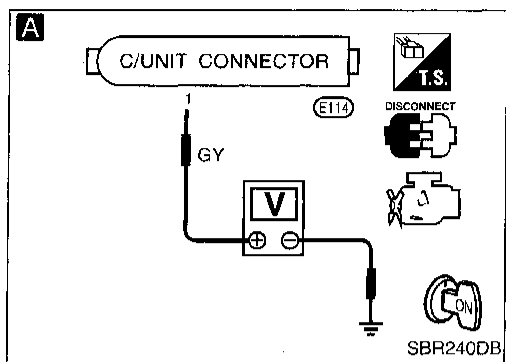 A
C/UNIT CONNECTOR
T.S.
1
E114
DISCONNECT
GY
V
ON
SBR240DB